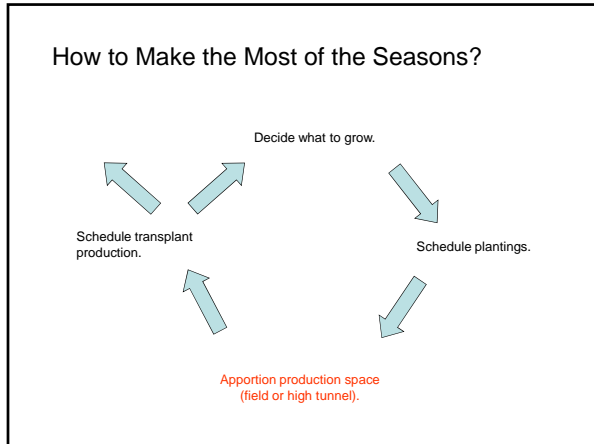 How to Make the Most of the Seasons?
Decide what to grow.
Schedule transplant
production.
Schedule plantings.
Apportion production space
(field or high tunnel).